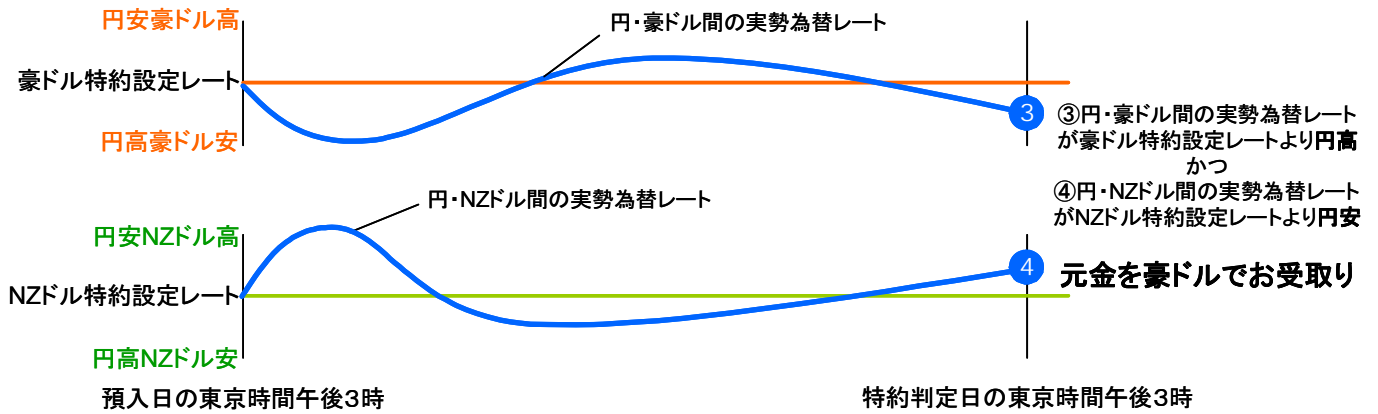 円安豪ドル高
円・豪ドル間の実勢為替レート
豪ドル特約設定レート
円高豪ドル安
3
③円・豪ドル間の実勢為替レート
が豪ドル特約設定レートより円高
かつ
④円・NZドル間の実勢為替レート
がNZドル特約設定レートより円安
円・NZドル間の実勢為替レート
円安NZドル高
4
元金を豪ドルでお受取り
NZドル特約設定レート
円高NZドル安
預入日の東京時間午後3時
特約判定日の東京時間午後3時